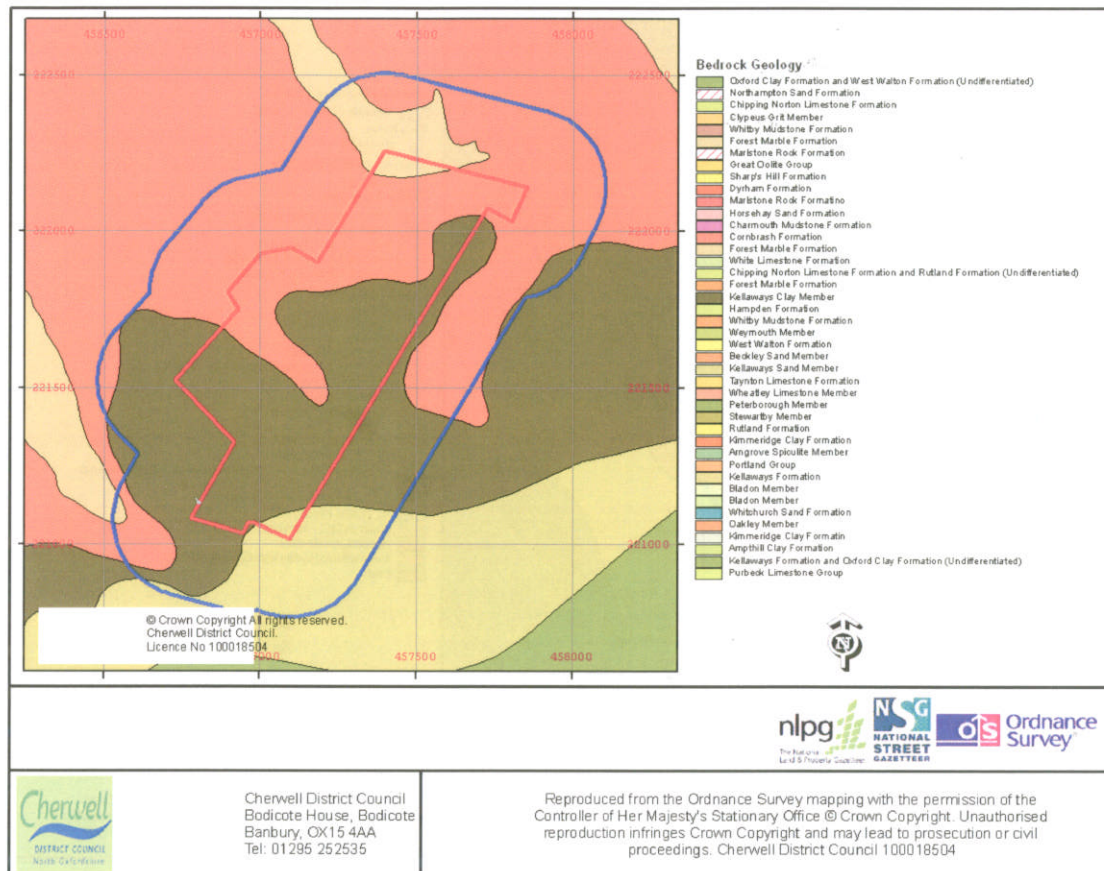 456500 457000 457500 458000
222500 222500
222000 222000
221500 221500
221000 221000
457500 458000
© Crown Copyright All rights reserved.
Cherwell District Council.
Licence No 100018504
Bedrock Geology
Oxford Clay Formation and West Walton Formation (Undifferentiated)
Northampton Sand Formation
Chipping Norton Limestone Formation
Clypeus Grit Member
Whitby Mudstone Formation
Forest Marble Formation
Marlstone Rock Formation
Great Oolite Group
Sharp's Hill Formation
Dyrham Formation
Marlstone Rock Formatino
Horsehay Sand Formation
Charmouth Mudstone Formation
Cornbrash Formation
Forest Marble Formation
White Limestone Formation
Chipping Norton Limestone Formation and Rutland Formation (Undifferentiated)
Forest Marble Formation
Kellaways Clay Member
Hampden Formation
Whitby Mudstone Formation
Weymouth Member
West Walton Formation
Beckley Sand Member
Kellaways Sand Member
Taynton Limestone Formation
Wheatley Limestone Member
Peterborough Member
Stewartby Member
Rutland Formation
Kimmeridge Clay Formation
Arngrove Spiculite Member
Portland Group
Kellaways Formation
Bladon Member
Bladon Member
Whitchurch Sand Formation
Oakley Member
Kimmeridge Clay Formatin
Ampthill Clay Formation
Kellaways Formation and Oxford Clay Formation (Undifferentiated)
Purbeck Limestone Group
N
nlpg
The National
Land & Property Gazetteer
NSG
NATIONAL
STREET
GAZETTEER
OS
Ordnance
Survey
Cherwell
DISTRICT COUNCIL
North Oxfordshire
Cherwell District Council
Bodicote House, Bodicote
Banbury, OX15 4AA
Tel: 01295 252535
Reproduced from the Ordnance Survey mapping with the permission of the
Controller of Her Majesty's Stationary Office © Crown Copyright. Unauthorised
reproduction infringes Crown Copyright and may lead to prosecution or civil
proceedings. Cherwell District Council 100018504